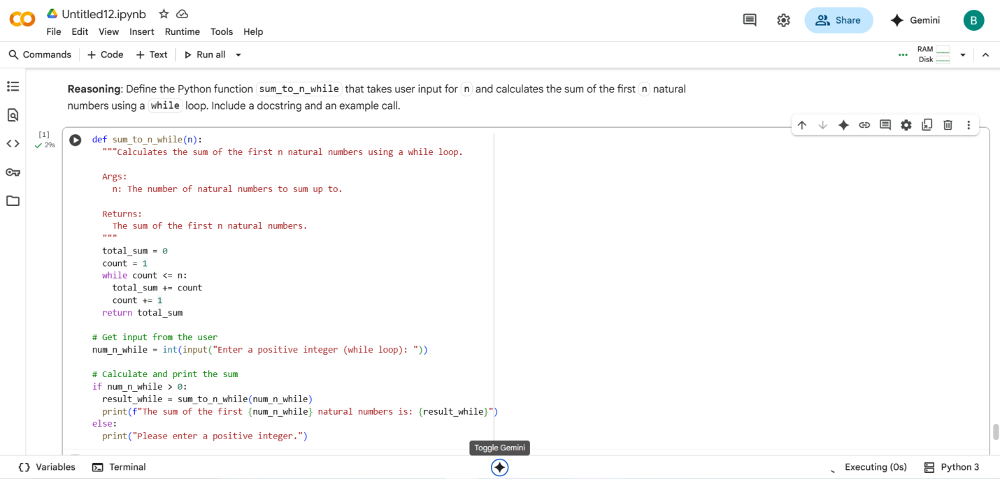 Untitled12.ipynb
File Edit View Insert Runtime Tools Help
Share
Gemini
B
Commands + Code + Text Run all
RAM
Disk
Reasoning: Define the Python function sum_to_n_while that takes user input for n and calculates the sum of the first n natural
numbers using a while loop. Include a docstring and an example call.
[1]
29s
def sum_to_n_while(n):
  """Calculates the sum of the first n natural numbers using a while loop.

  Args:
    n: The number of natural numbers to sum up to.

  Returns:
    The sum of the first n natural numbers.
  """
  total_sum = 0
  count = 1
  while count <= n:
    total_sum += count
    count += 1
  return total_sum

# Get input from the user
num_n_while = int(input("Enter a positive integer (while loop): "))

# Calculate and print the sum
if num_n_while > 0:
  result_while = sum_to_n_while(num_n_while)
  print(f"The sum of the first {num_n_while} natural numbers is: {result_while}")
else:
  print("Please enter a positive integer.")
Toggle Gemini
Variables Terminal
Executing (0s) Python 3